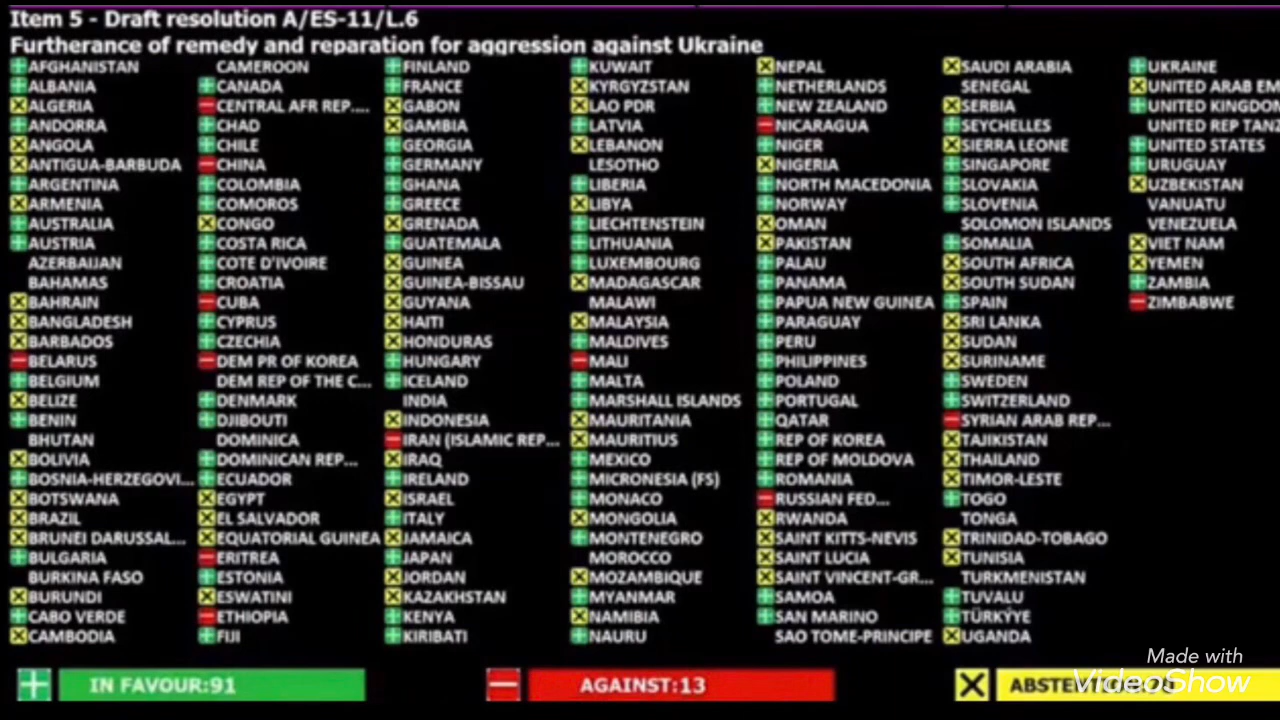 Item 5 - Draft resolution A/ES-11/L.6
Furtherance of remedy and reparation for aggression against Ukraine
AFGHANISTAN
ALBANIA
ALGERIA
ANDORRA
ANGOLA
ANTIGUA-BARBUDA
ARGENTINA
ARMENIA
AUSTRALIA
AUSTRIA
AZERBAIJAN
BAHAMAS
BAHRAIN
BANGLADESH
BARBADOS
BELARUS
BELGIUM
BELIZE
BENIN
BHUTAN
BOLIVIA
BOSNIA-HERZEGOVI...
BOTSWANA
BRAZIL
BRUNEI DARUSSAL...
BULGARIA
BURKINA FASO
BURUNDI
CABO VERDE
CAMBODIA
CAMEROON
CANADA
CENTRAL AFR REP....
CHAD
CHILE
CHINA
COLOMBIA
COMOROS
CONGO
COSTA RICA
COTE D'IVOIRE
CROATIA
CUBA
CYPRUS
CZECHIA
DEM PR OF KOREA
DEM REP OF THE C...
DENMARK
DJIBOUTI
DOMINICA
DOMINICAN REP...
ECUADOR
EGYPT
EL SALVADOR
EQUATORIAL GUINEA
ERITREA
ESTONIA
ESWATINI
ETHIOPIA
FIJI
FINLAND
FRANCE
GABON
GAMBIA
GEORGIA
GERMANY
GHANA
GREECE
GRENADA
GUATEMALA
GUINEA
GUINEA-BISSAU
GUYANA
HAITI
HONDURAS
HUNGARY
ICELAND
INDIA
INDONESIA
IRAN (ISLAMIC REP...
IRAQ
IRELAND
ISRAEL
ITALY
JAMAICA
JAPAN
JORDAN
KAZAKHSTAN
KENYA
KIRIBATI
KUWAIT
KYRGYZSTAN
LAO PDR
LATVIA
LEBANON
LESOTHO
LIBERIA
LIBYA
LIECHTENSTEIN
LITHUANIA
LUXEMBOURG
MADAGASCAR
MALAWI
MALAYSIA
MALDIVES
MALI
MALTA
MARSHALL ISLANDS
MAURITANIA
MAURITIUS
MEXICO
MICRONESIA (FS)
MONACO
MONGOLIA
MONTENEGRO
MOROCCO
MOZAMBIQUE
MYANMAR
NAMIBIA
NAURU
NEPAL
NETHERLANDS
NEW ZEALAND
NICARAGUA
NIGER
NIGERIA
NORTH MACEDONIA
NORWAY
OMAN
PAKISTAN
PALAU
PANAMA
PAPUA NEW GUINEA
PARAGUAY
PERU
PHILIPPINES
POLAND
PORTUGAL
QATAR
REP OF KOREA
REP OF MOLDOVA
ROMANIA
RUSSIAN FED...
RWANDA
SAINT KITTS-NEVIS
SAINT LUCIA
SAINT VINCENT-GR...
SAMOA
SAN MARINO
SAO TOME-PRINCIPE
SAUDI ARABIA
SENEGAL
SERBIA
SEYCHELLES
SIERRA LEONE
SINGAPORE
SLOVAKIA
SLOVENIA
SOLOMON ISLANDS
SOMALIA
SOUTH AFRICA
SOUTH SUDAN
SPAIN
SRI LANKA
SUDAN
SURINAME
SWEDEN
SWITZERLAND
SYRIAN ARAB REP...
TAJIKISTAN
THAILAND
TIMOR-LESTE
TOGO
TONGA
TRINIDAD-TOBAGO
TUNISIA
TURKMENISTAN
TUVALU
TÜRKÝYE
UGANDA
UKRAINE
UNITED ARAB EM
UNITED KINGDO
UNITED REP TAN
UNITED STATES
URUGUAY
UZBEKISTAN
VANUATU
VENEZUELA
VIET NAM
YEMEN
ZAMBIA
ZIMBABWE
IN FAVOUR:91
AGAINST:13
Made with
VideoShow